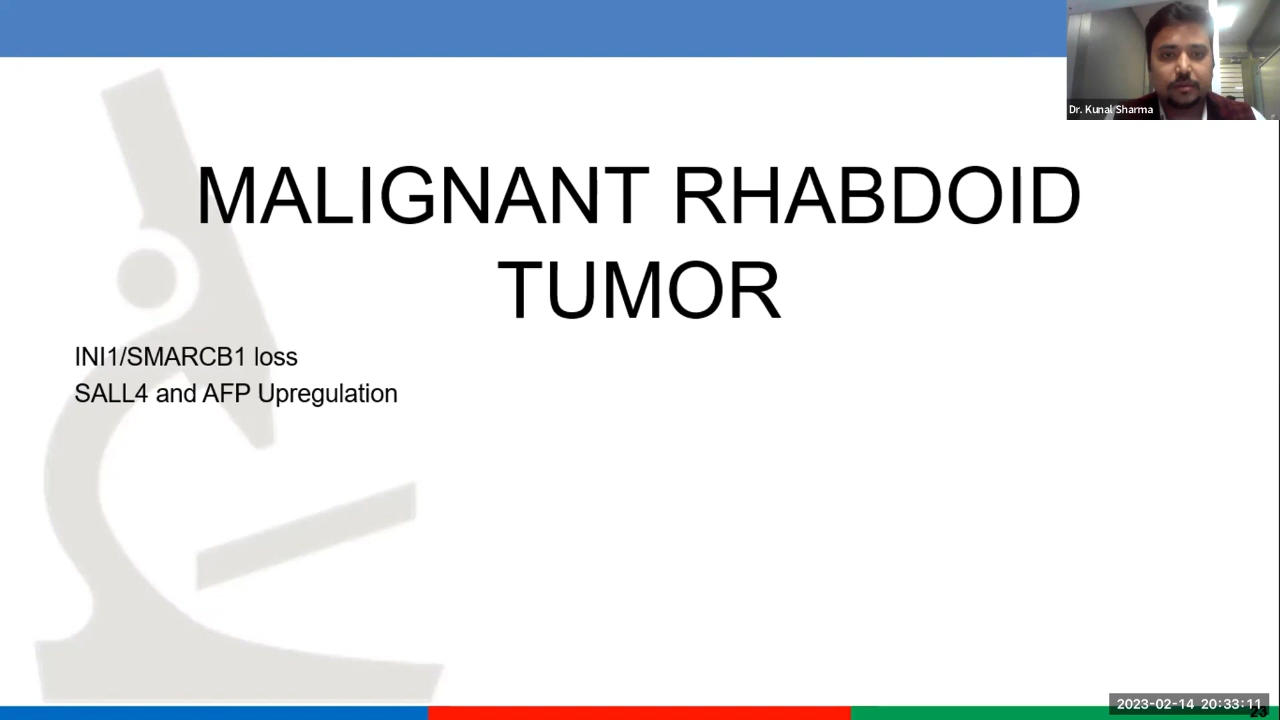 Dr. Kunal Sharma
MALIGNANT RHABDOID
TUMOR
INI1/SMARCB1 loss
SALL4 and AFP Upregulation
2023-02-14 20:33:11
23